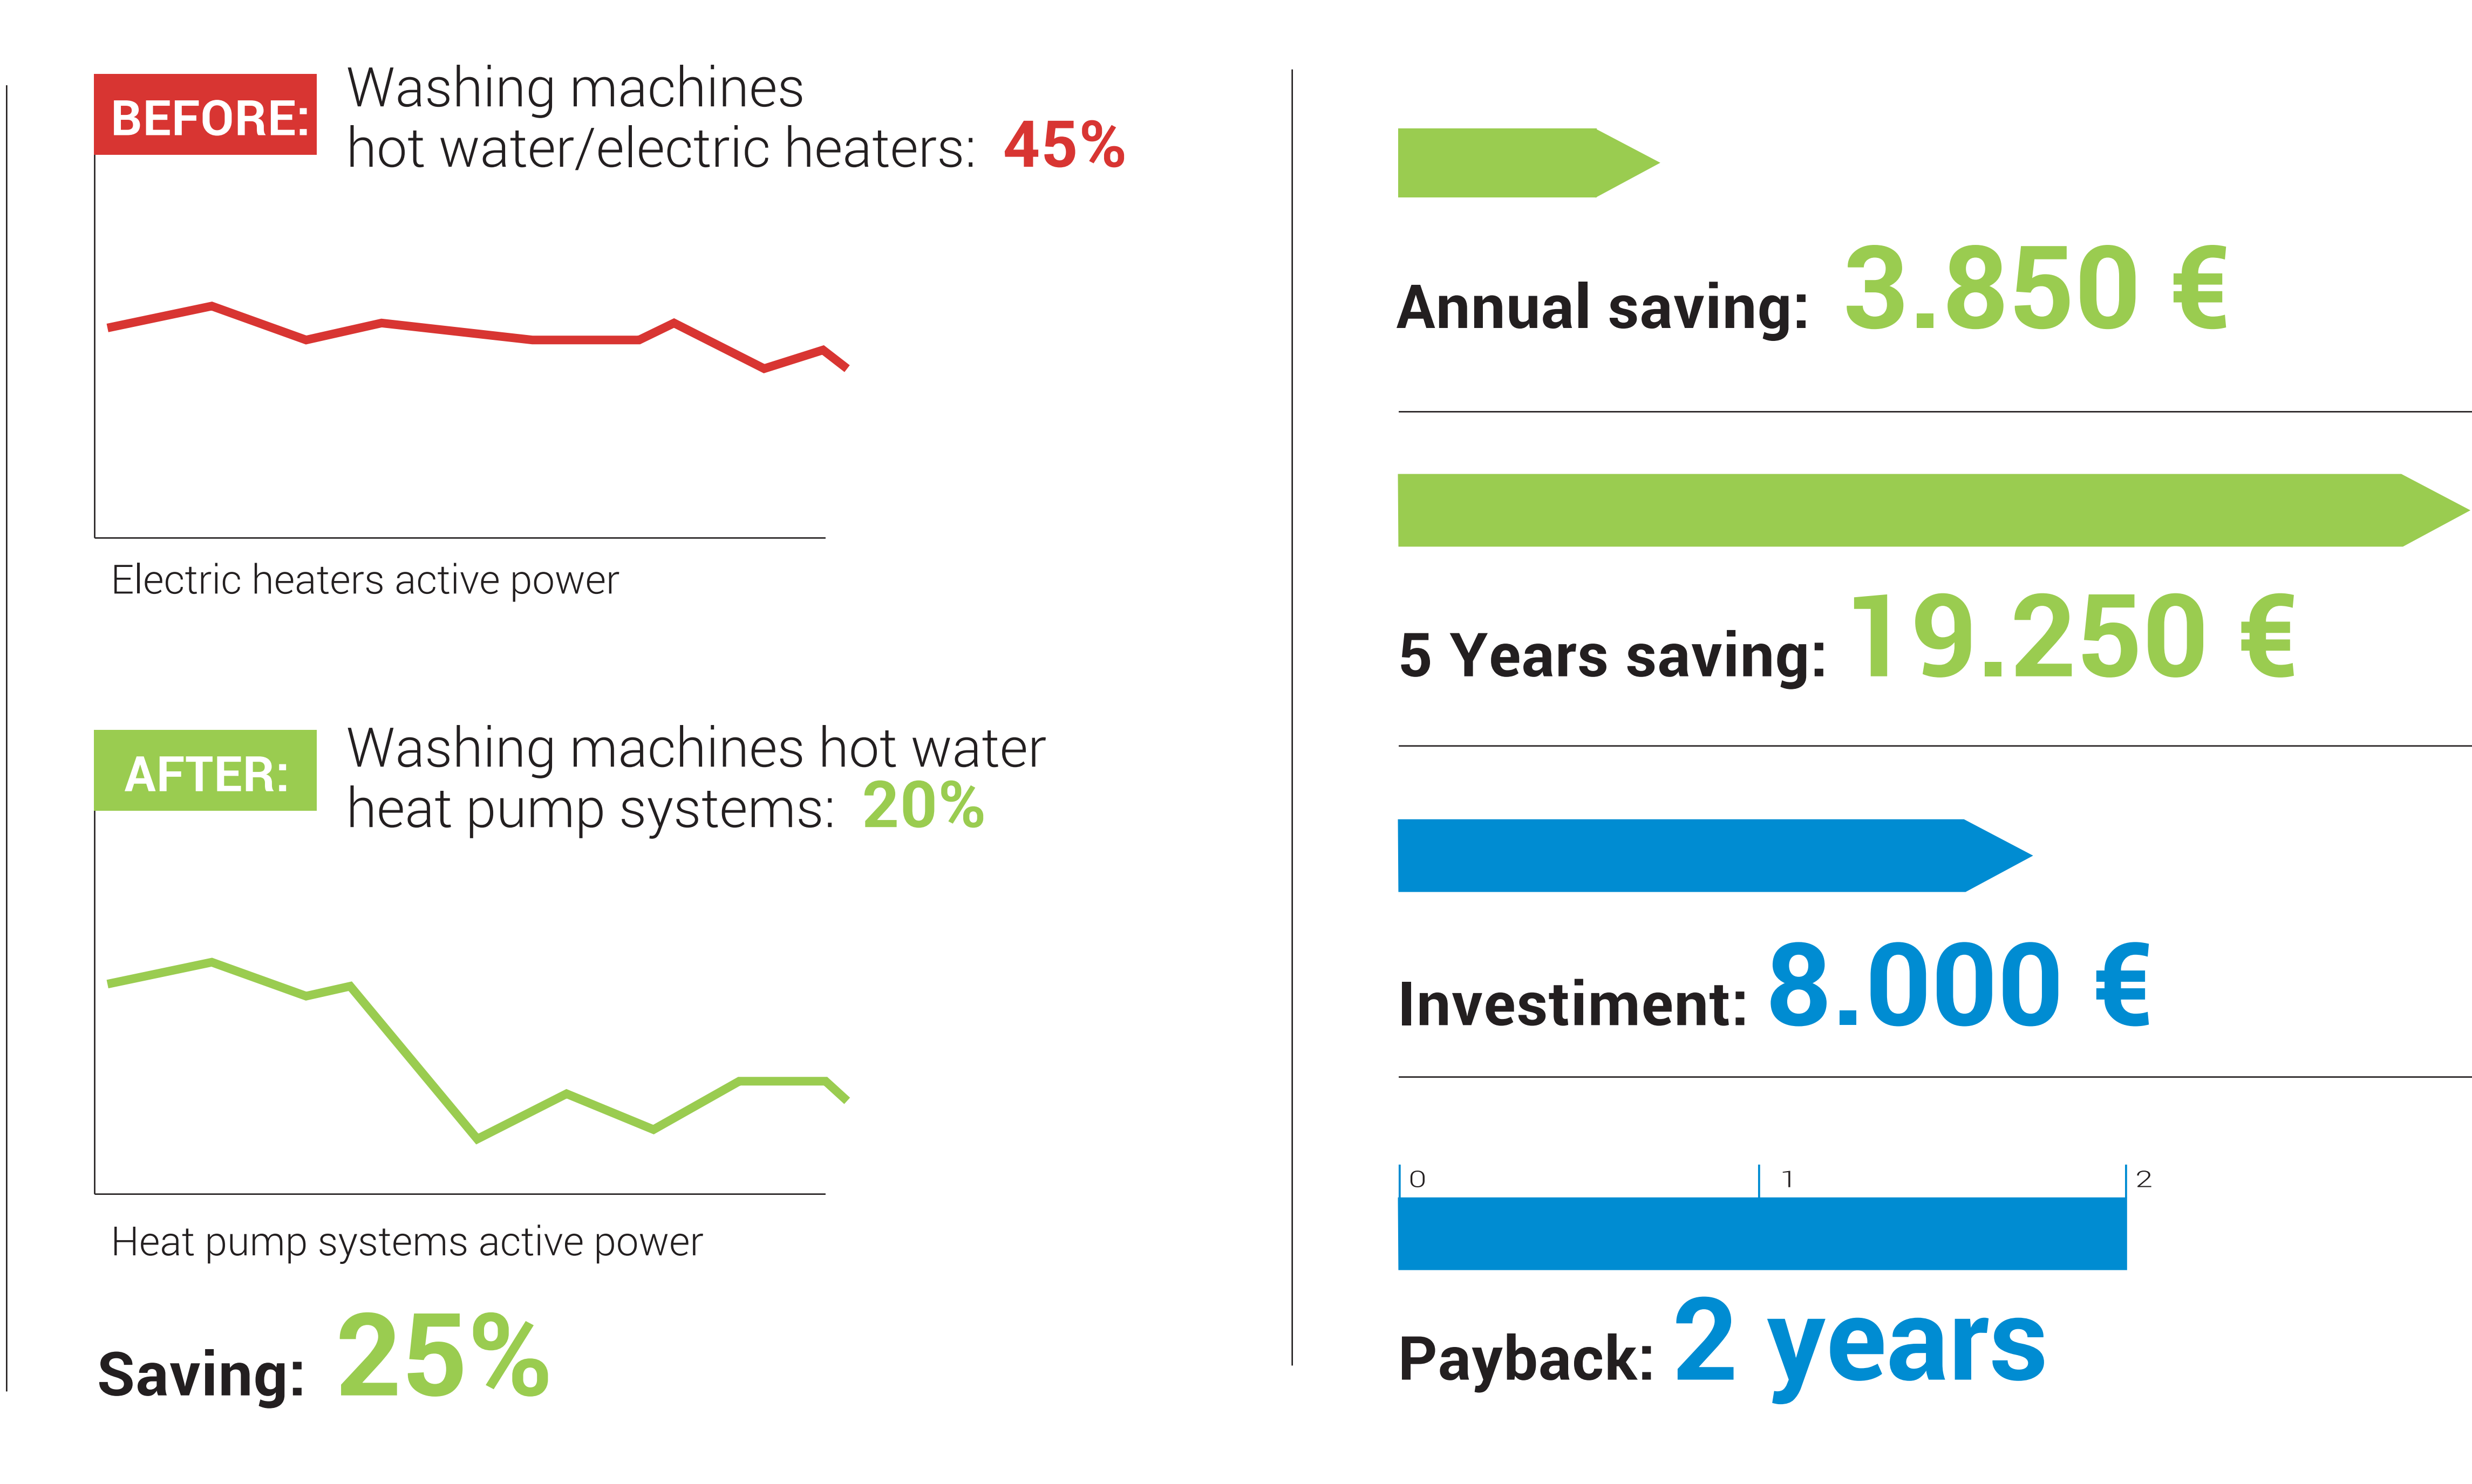 BEFORE:
Washing machines
hot water/electric heaters: 45%
Electric heaters active power
AFTER:
Washing machines hot water
heat pump systems: 20%
Heat pump systems active power
Saving: 25%
Annual saving: 3.850 €
5 Years saving: 19.250 €
Investiment: 8.000 €
0 1 2
Payback: 2 years